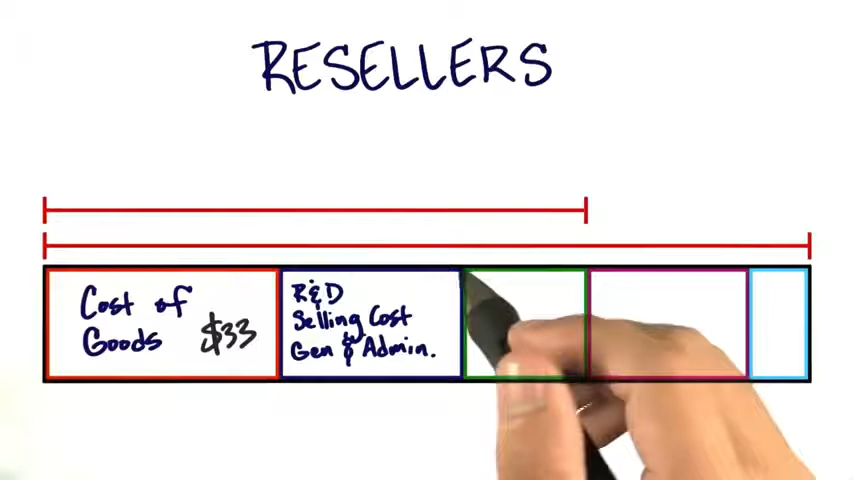 RESELLERS
Cost of
Goods $33
R&D
Selling Cost
Gen & Admin.